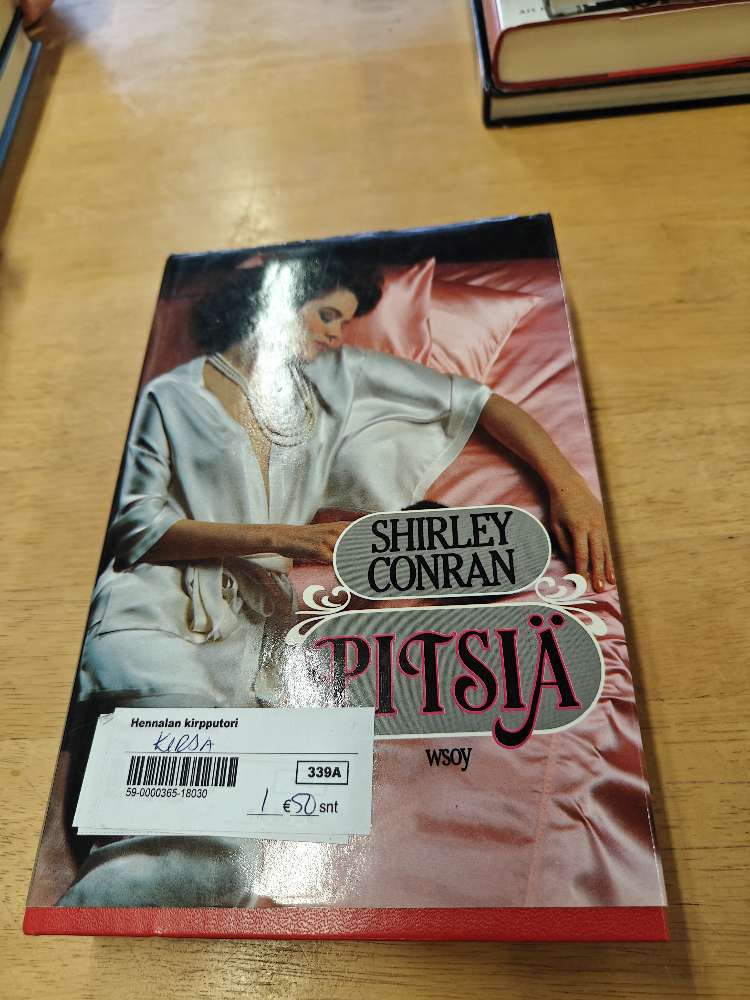 SHIRLEY
CONRAN
PITSIÄ
wsoy
Hennalan kirpputori
KIRSA
339A
59-0000365-18030
1 € 50 snt